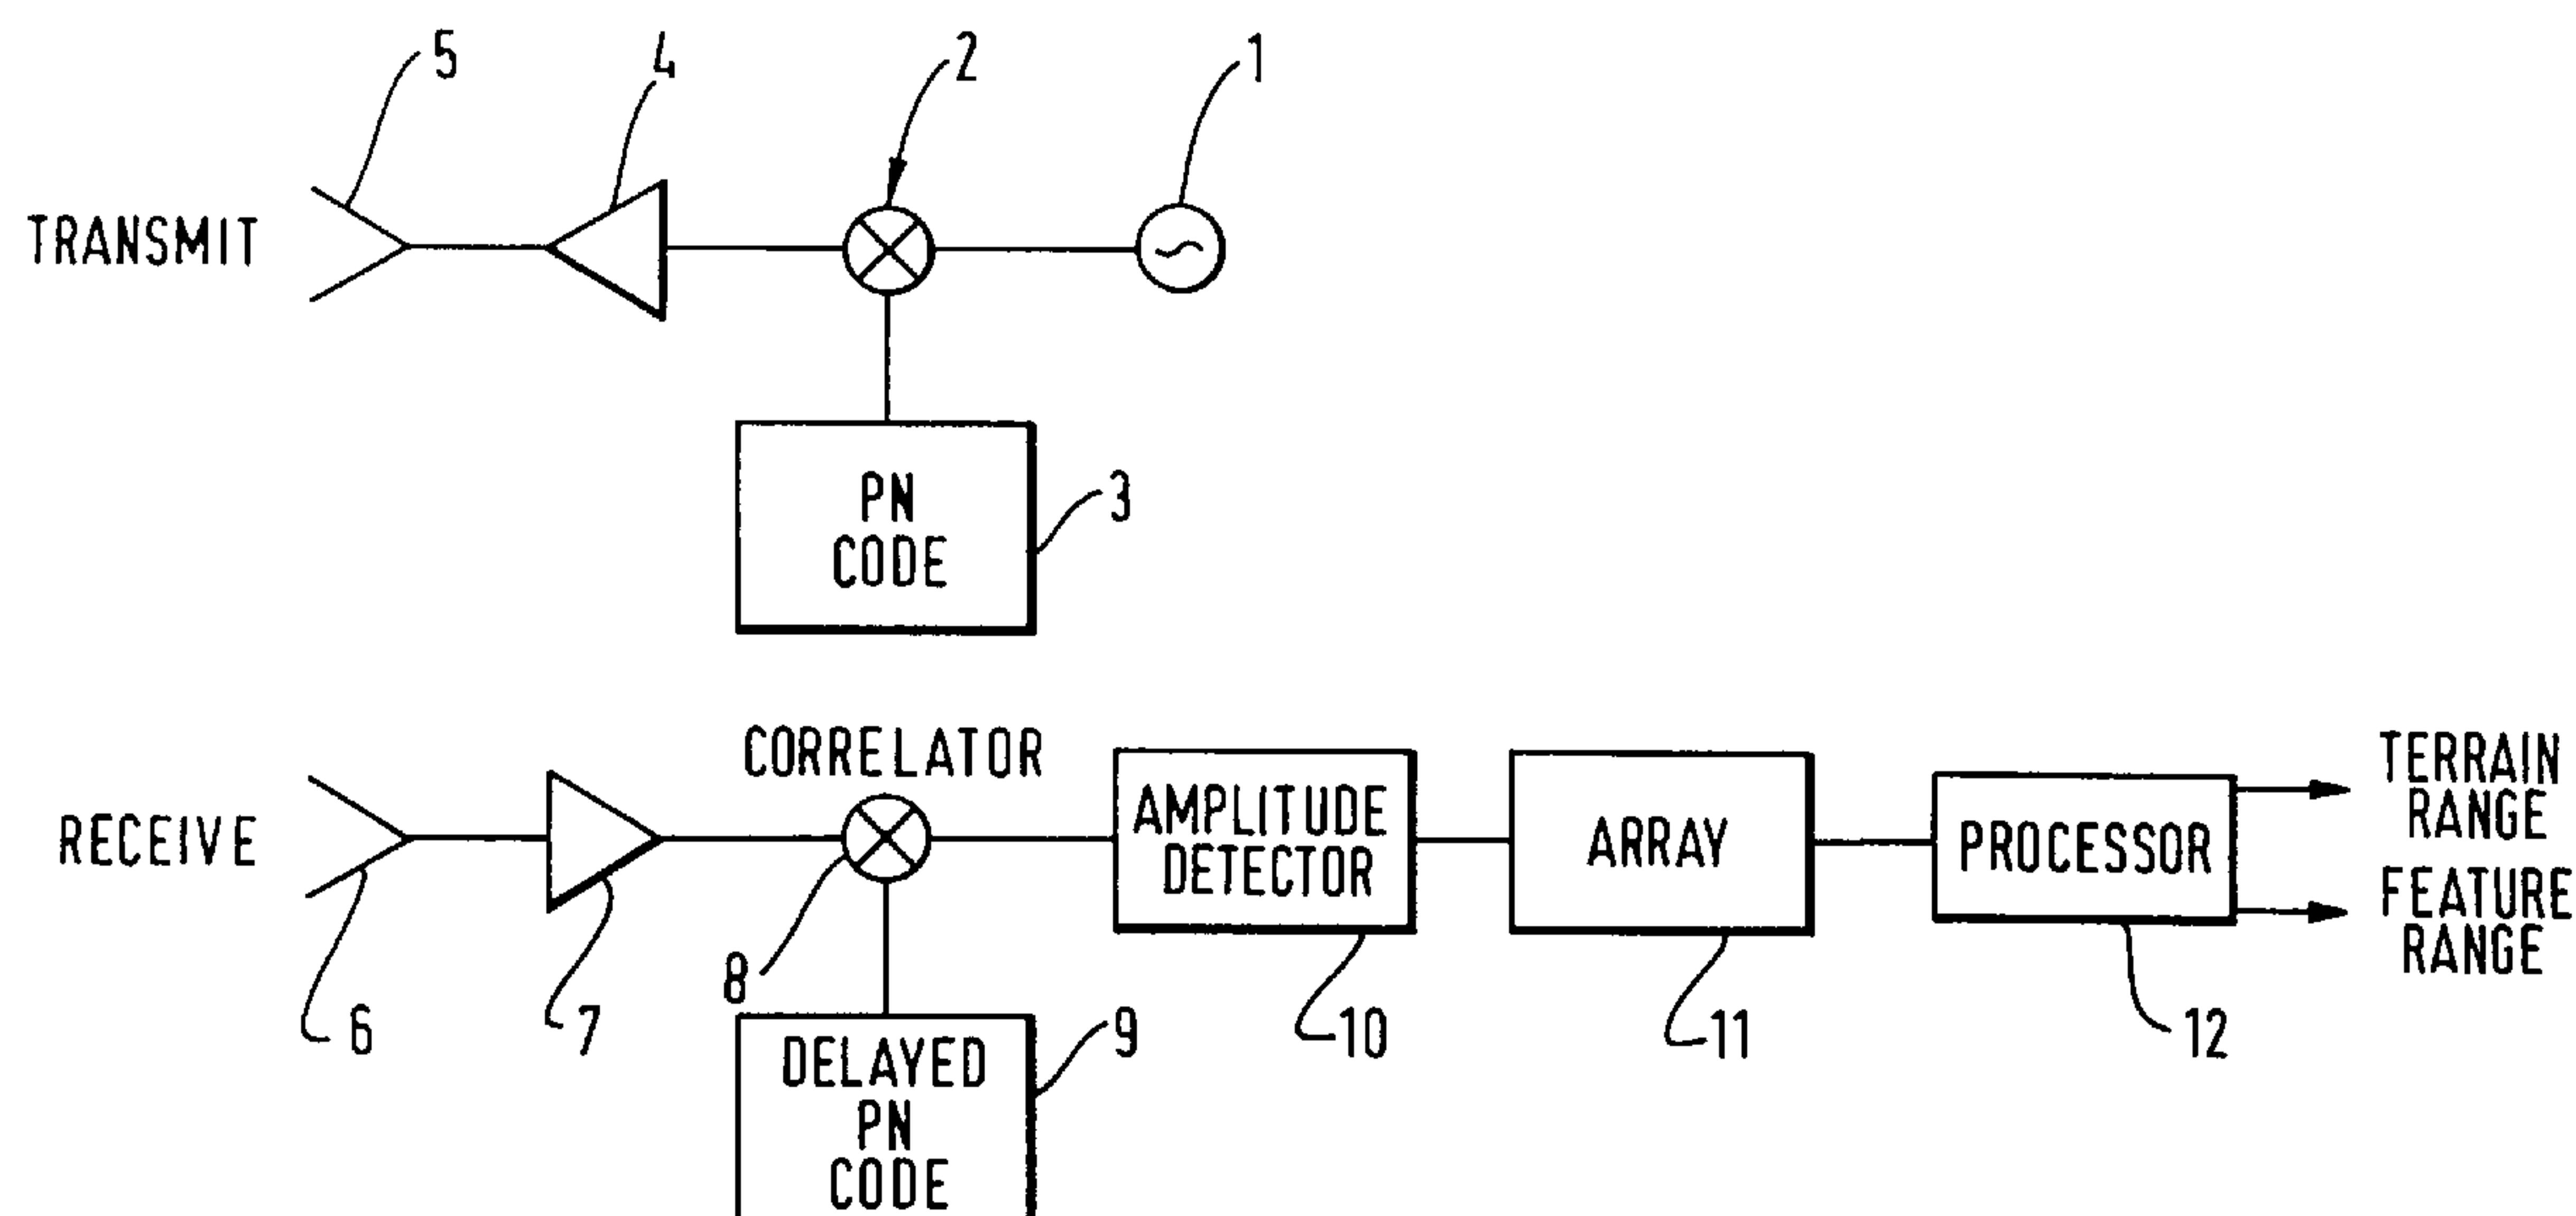 5
4
2
1
TRANSMIT
PN
CODE
3
CORRELATOR
RECEIVE
AMPLITUDE
DETECTOR
ARRAY
PROCESSOR
TERRAIN
RANGE
FEATURE
RANGE
6
7
8
DELAYED
PN
CODE
9
10
11
12